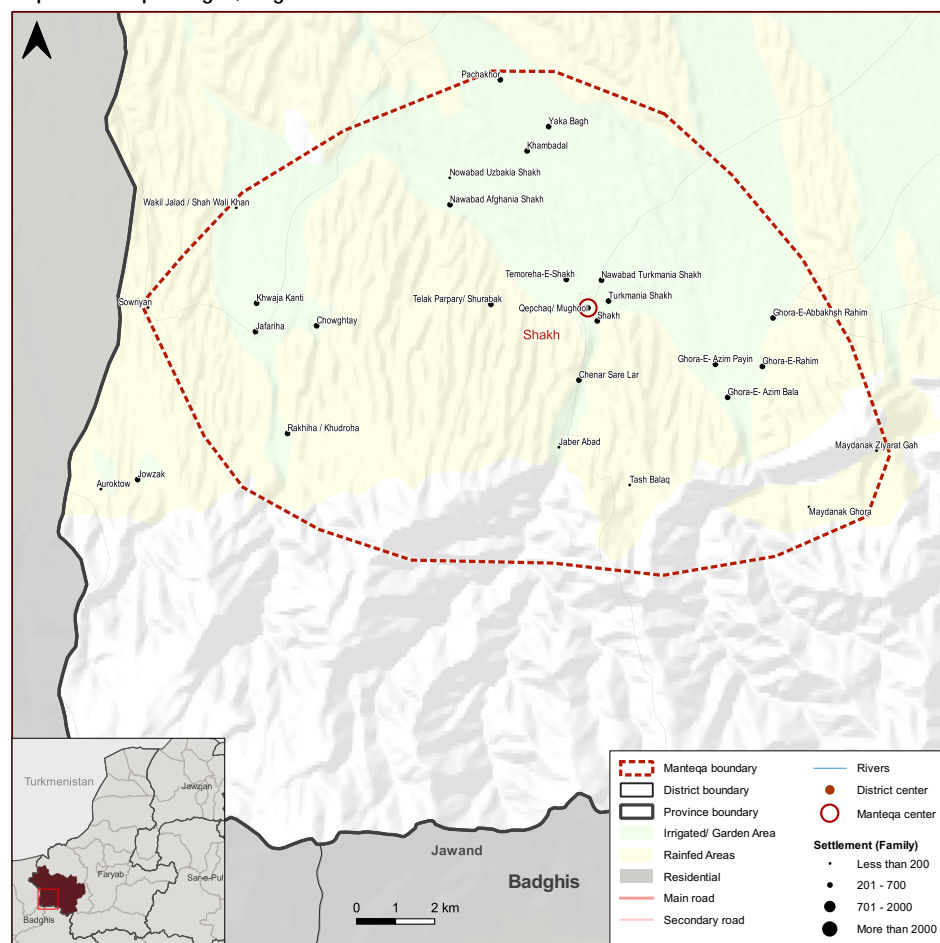 Pachakhor
Yaka Bagh
Khambadal
Nowabad Uzbakia Shakh
Nawabad Afghania Shakh
Wakil Jalad / Shah Wali Khan
Temoreha-E-Shakh
Nawabad Turkmania Shakh
Sowriyan
Khwaja Kanti
Telak Parpary/ Shurabak
Turkmania Shakh
Qepchaq/ Mughool
Ghora-E-Abbakhsh Rahim
Jafariha
Chowghtay
Shakh
Shakh
Ghora-E- Azim Payin
Ghora-E-Rahim
Chenar Sare Lar
Ghora-E- Azim Bala
Rakhiha / Khudroha
Jaber Abad
Maydanak Ziyarat Gah
Jowzak
Auroktow
Tash Balaq
Maydanak Ghora
Turkmenistan
Jawzjan
Faryab
Sar-e-Pul
Badghis
Jawand
Badghis
0 1 2 km
Manteqa boundary
District boundary
Province boundary
Irrigated/ Garden Area
Rainfed Areas
Residential
Main road
Secondary road
Rivers
District center
Manteqa center
Settlement (Family)
Less than 200
201 - 700
701 - 2000
More than 2000